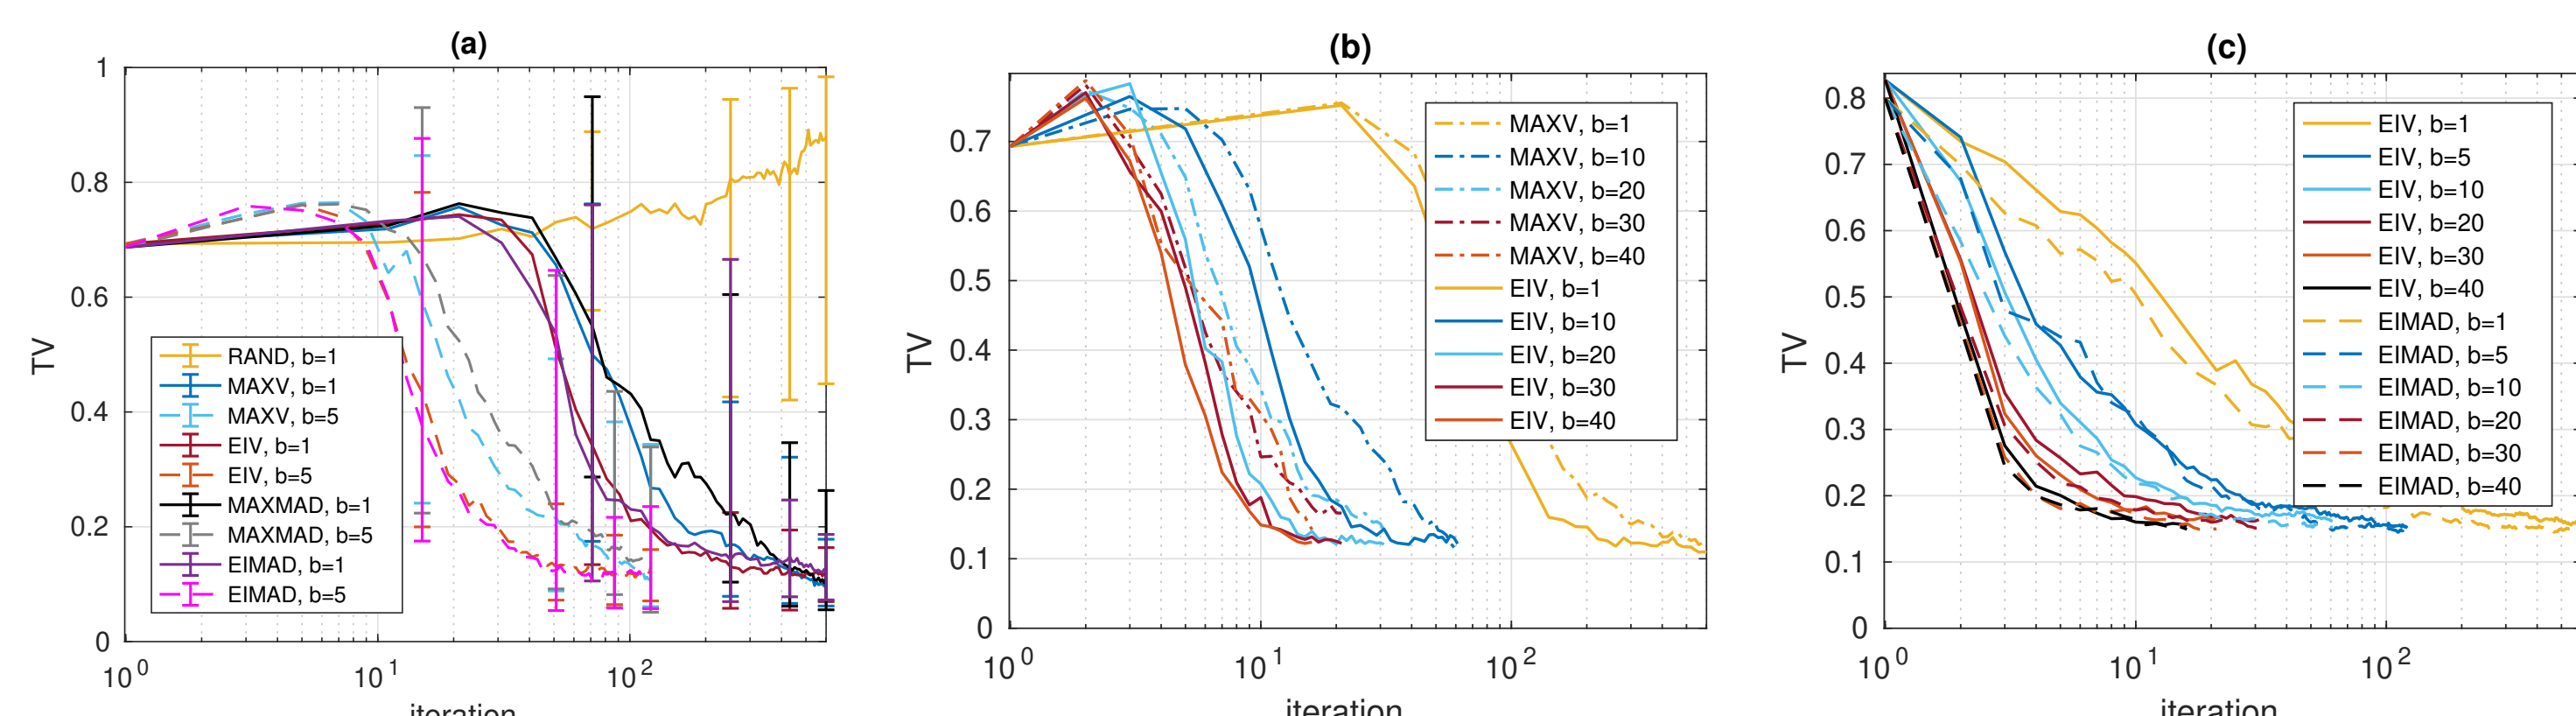 (a)
1
0.8
0.6
0.4
0.2
0
TV
RAND, b=1
MAXV, b=1
MAXV, b=5
EIV, b=1
EIV, b=5
MAXMAD, b=1
MAXMAD, b=5
EIMAD, b=1
EIMAD, b=5
10^0 10^1 10^2
iteration
(b)
0.7
0.6
0.5
0.4
0.3
0.2
0.1
0
TV
MAXV, b=1
MAXV, b=10
MAXV, b=20
MAXV, b=30
MAXV, b=40
EIV, b=1
EIV, b=10
EIV, b=20
EIV, b=30
EIV, b=40
10^0 10^1 10^2
iteration
(c)
0.8
0.7
0.6
0.5
0.4
0.3
0.2
0.1
0
TV
EIV, b=1
EIV, b=5
EIV, b=10
EIV, b=20
EIV, b=30
EIV, b=40
EIMAD, b=1
EIMAD, b=5
EIMAD, b=10
EIMAD, b=20
EIMAD, b=30
EIMAD, b=40
10^0 10^1 10^2
iteration